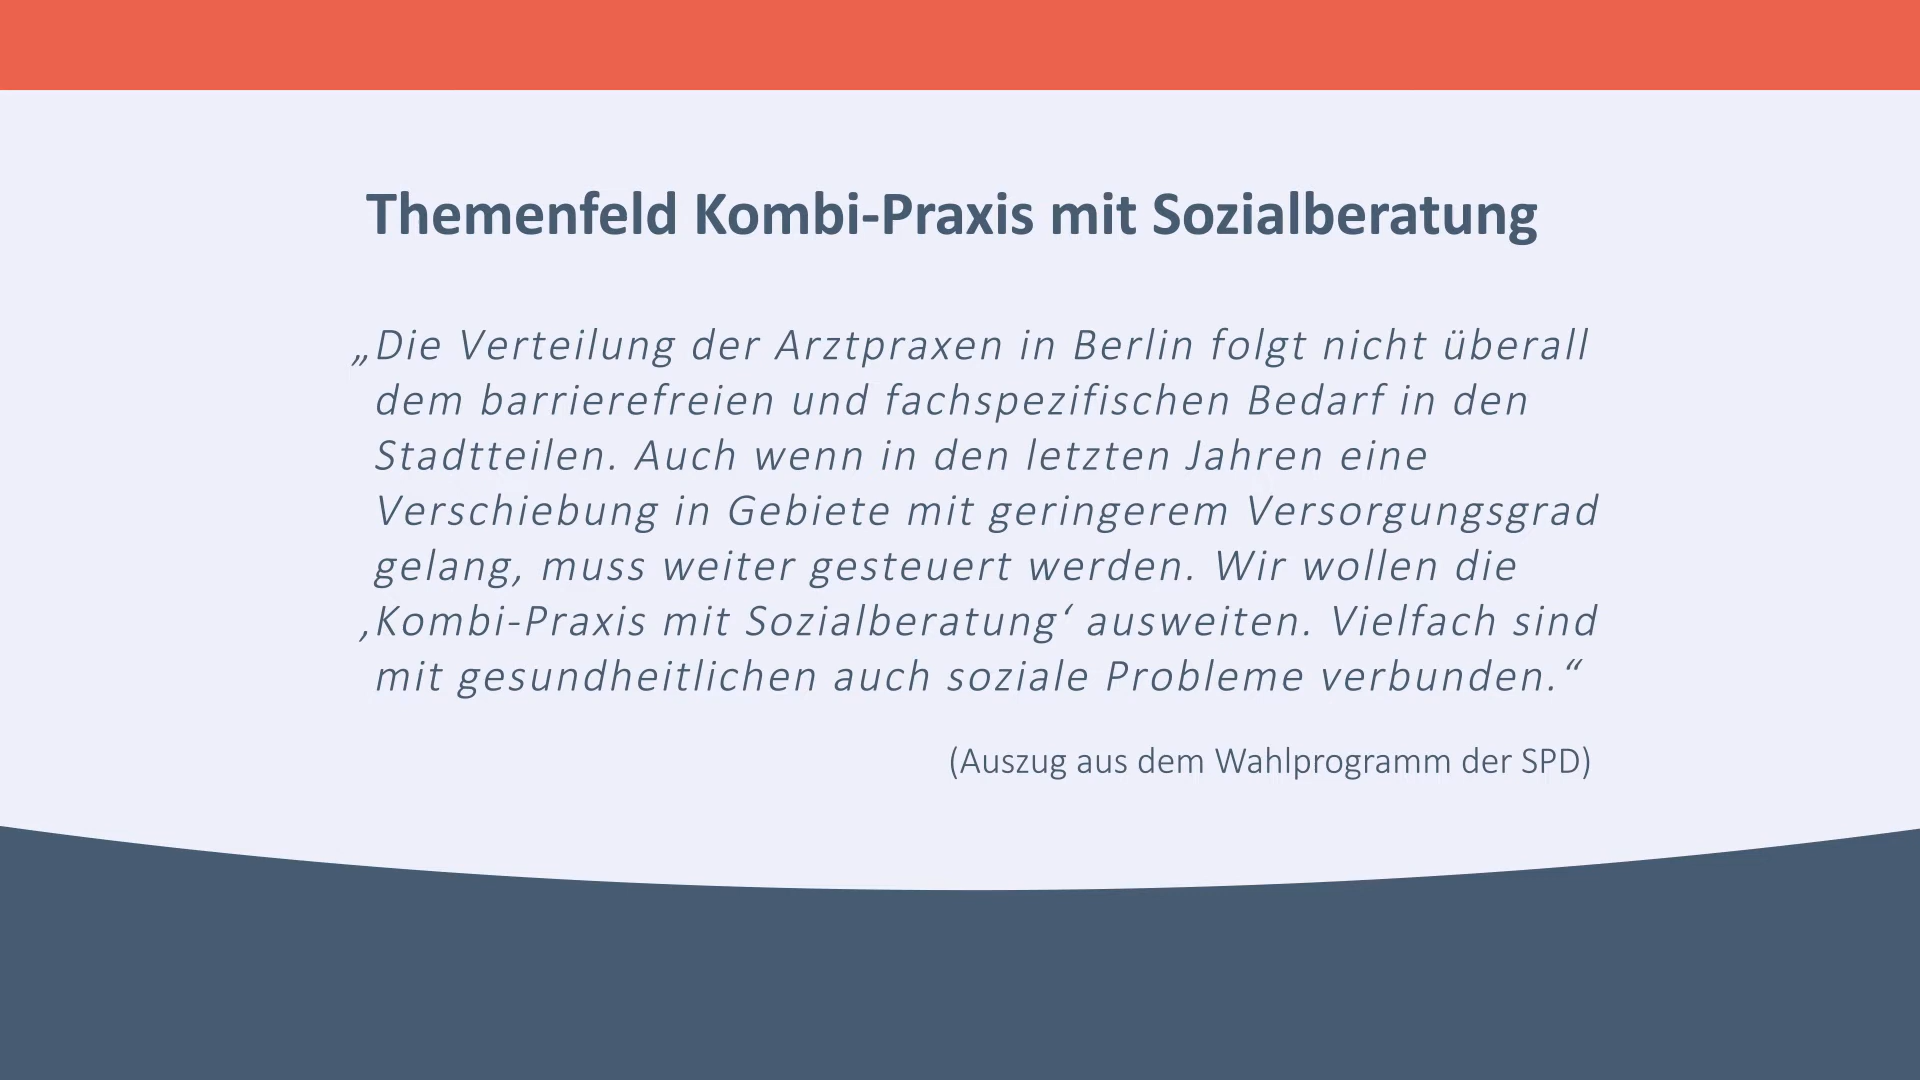 Themenfeld Kombi-Praxis mit Sozialberatung
„Die Verteilung der Arztpraxen in Berlin folgt nicht überall
dem barrierefreien und fachspezifischen Bedarf in den
Stadtteilen. Auch wenn in den letzten Jahren eine
Verschiebung in Gebiete mit geringerem Versorgungsgrad
gelang, muss weiter gesteuert werden. Wir wollen die
‚Kombi-Praxis mit Sozialberatung‘ ausweiten. Vielfach sind
mit gesundheitlichen auch soziale Probleme verbunden.“
(Auszug aus dem Wahlprogramm der SPD)